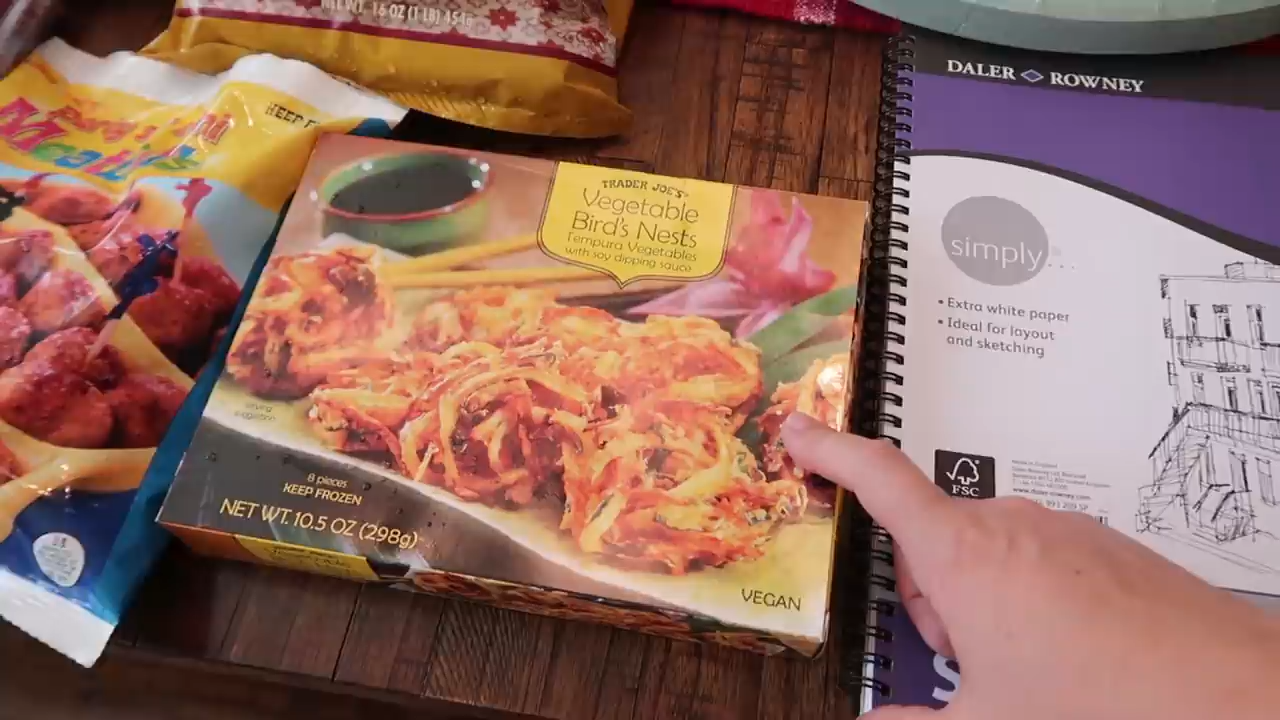 NET WT. 16 OZ (1 LB) 454g
KEEP F
Party
TRADER JOE'S
Vegetable
Bird's Nests
Tempura Vegetables
with soy dipping sauce
serving
suggestion
8 pieces
KEEP FROZEN
NET WT. 10.5 OZ (298g)
VEGAN
DALER ROWNEY
simply...
• Extra white paper
• Ideal for layout
and sketching
FSC